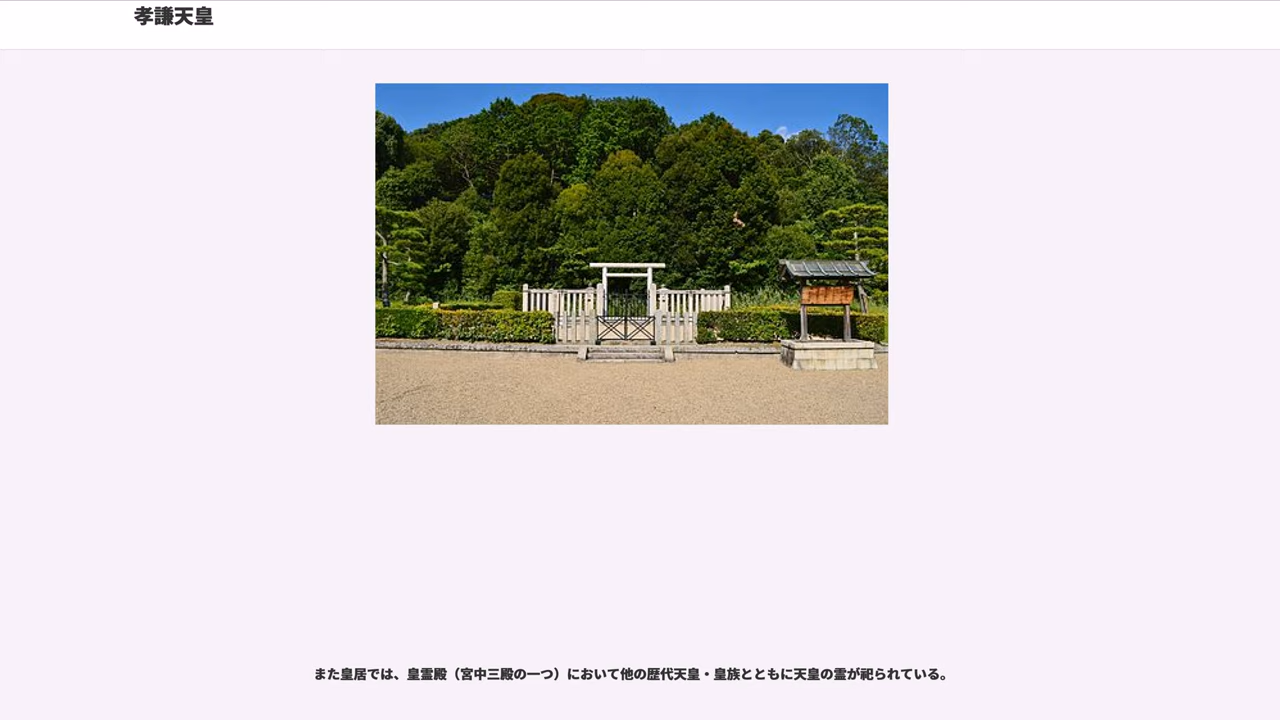 孝謙天皇
また皇居では、皇霊殿（宮中三殿の一つ）において他の歴代天皇・皇族とともに天皇の霊が祀られている。